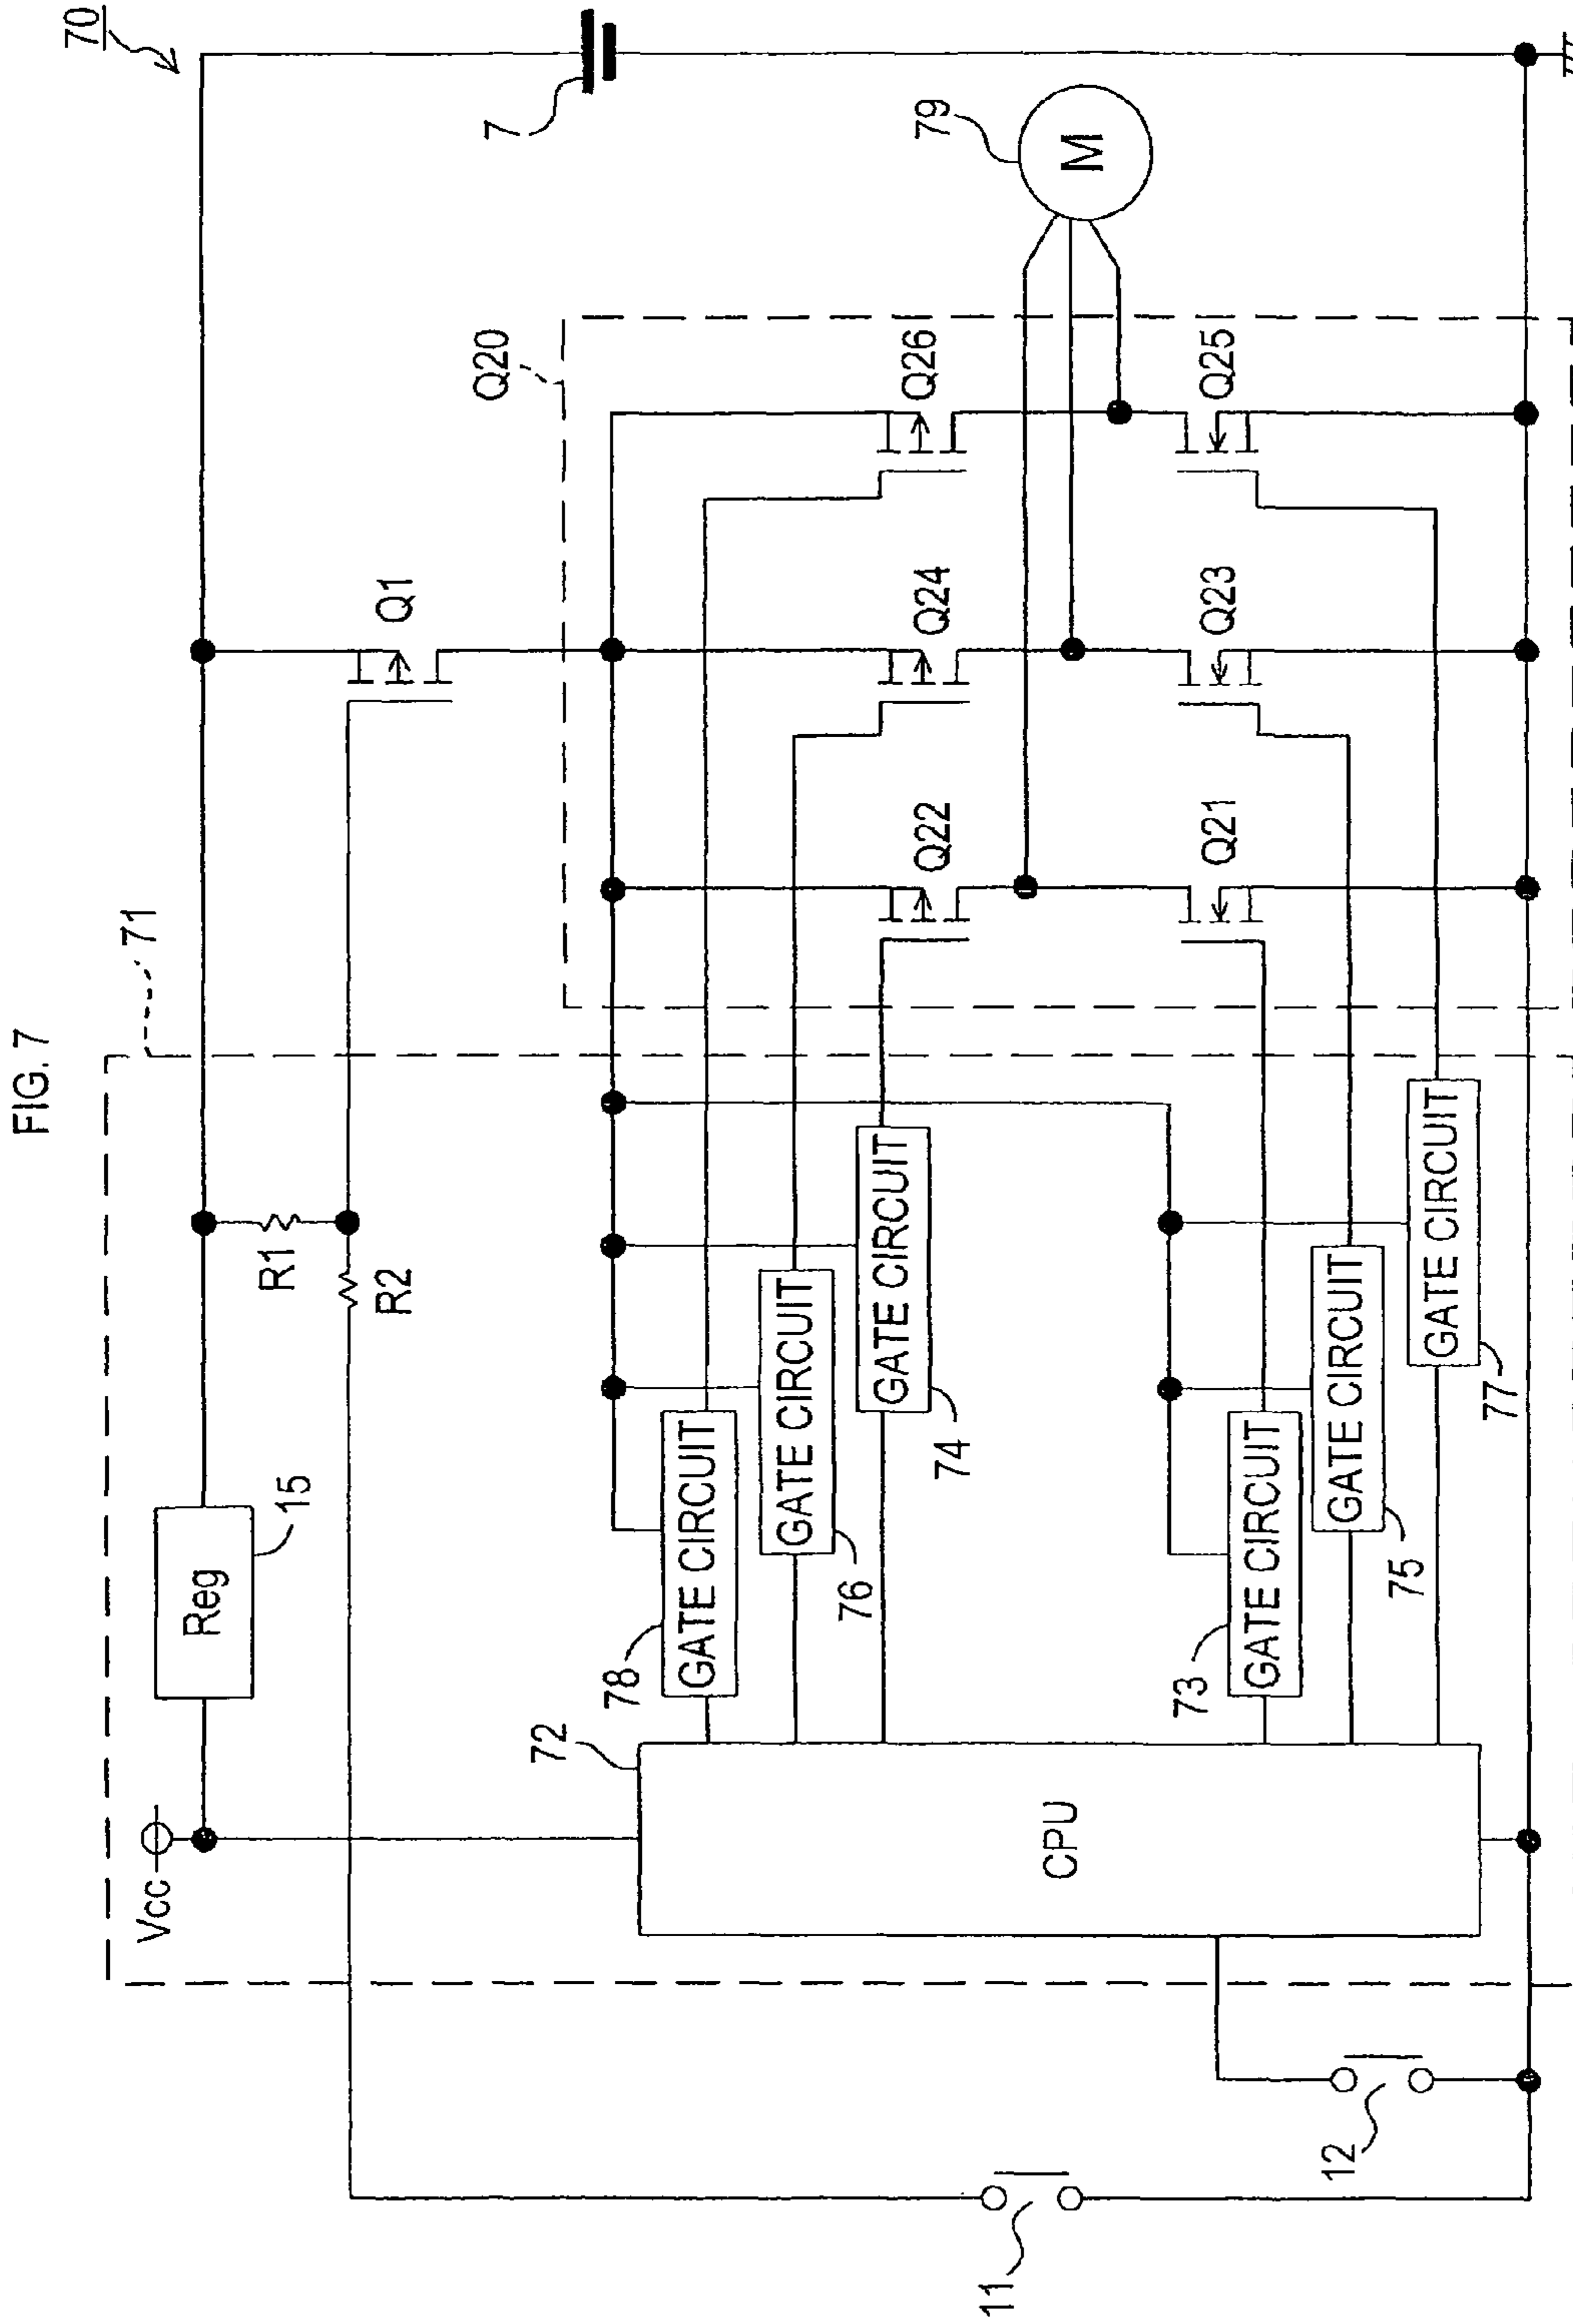 FIG. 7
70
71
Vcc
Reg
15
R1
R2
Q1
7
Q20
72
CPU
78
GATE CIRCUIT
76
GATE CIRCUIT
74
GATE CIRCUIT
73
GATE CIRCUIT
75
GATE CIRCUIT
77
GATE CIRCUIT
Q22
Q24
Q26
Q21
Q23
Q25
79
M
11
12